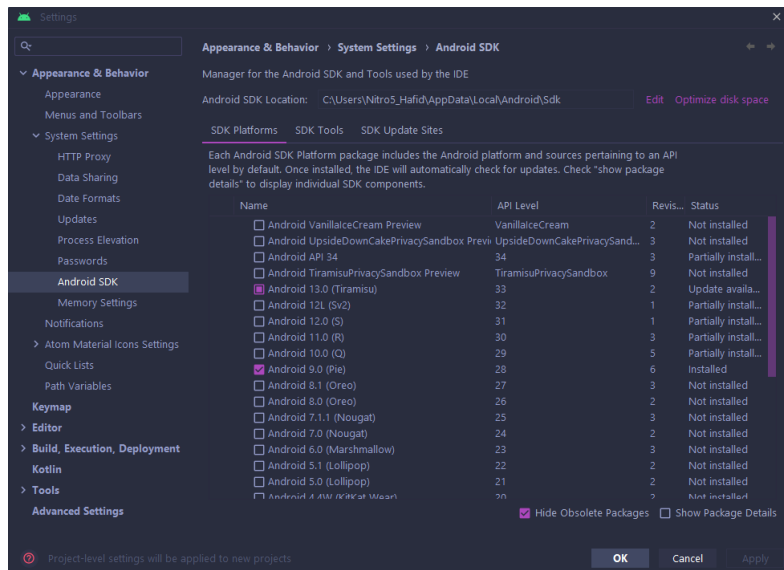 Settings
Appearance & Behavior
Appearance
Menus and Toolbars
System Settings
HTTP Proxy
Data Sharing
Date Formats
Updates
Process Elevation
Passwords
Android SDK
Memory Settings
Notifications
Atom Material Icons Settings
Quick Lists
Path Variables
Keymap
Editor
Build, Execution, Deployment
Kotlin
Tools
Advanced Settings
Appearance & Behavior › System Settings › Android SDK
Manager for the Android SDK and Tools used by the IDE
Android SDK Location: C:\Users\Nitro5_Hafid\AppData\Local\Android\Sdk Edit Optimize disk space
SDK Platforms SDK Tools SDK Update Sites
Each Android SDK Platform package includes the Android platform and sources pertaining to an API
level by default. Once installed, the IDE will automatically check for updates. Check "show package
details" to display individual SDK components.
Name API Level Revis... Status
Android VanillaIceCream Preview VanillaIceCream 2 Not installed
Android UpsideDownCakePrivacySandbox Previ UpsideDownCakePrivacySand... 3 Not installed
Android API 34 34 3 Partially install...
Android TiramisuPrivacySandbox Preview TiramisuPrivacySandbox 9 Not installed
Android 13.0 (Tiramisu) 33 2 Update availa...
Android 12L (Sv2) 32 1 Partially install...
Android 12.0 (S) 31 1 Partially install...
Android 11.0 (R) 30 3 Partially install...
Android 10.0 (Q) 29 5 Partially install...
Android 9.0 (Pie) 28 6 Installed
Android 8.1 (Oreo) 27 3 Not installed
Android 8.0 (Oreo) 26 2 Not installed
Android 7.1.1 (Nougat) 25 3 Not installed
Android 7.0 (Nougat) 24 2 Not installed
Android 6.0 (Marshmallow) 23 3 Not installed
Android 5.1 (Lollipop) 22 2 Not installed
Android 5.0 (Lollipop) 21 2 Not installed
Android 4.4W (KitKat Wear) 20 2 Not installed
Hide Obsolete Packages Show Package Details
Project-level settings will be applied to new projects
OK Cancel Apply